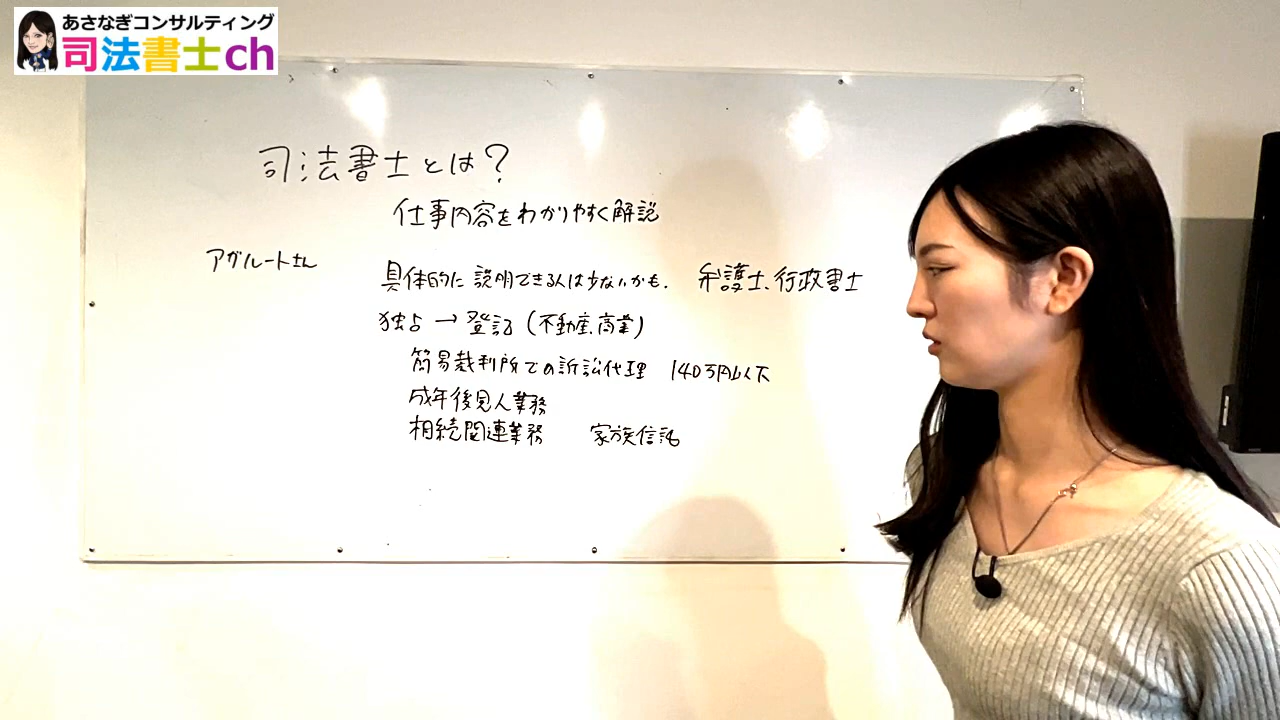 あさなぎコンサルティング
司法書士ch
司法書士とは?
仕事内容をわかりやすく解説
アガルートさん
具体的に説明できる人は少ないかも. 弁護士、行政書士
独占→登記(不動産.商業)
簡易裁判所での訴訟代理 140万円以下
成年後見人業務
相続関連業務 家族信託